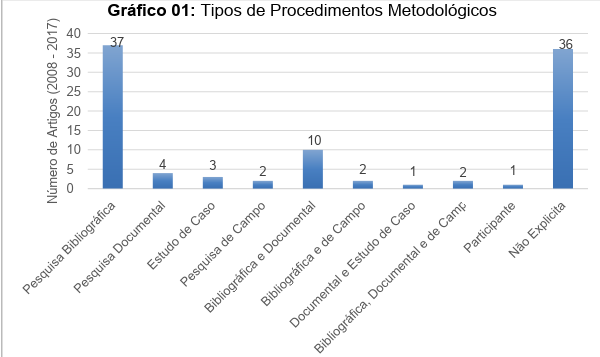 Gráfico 01: Tipos de Procedimentos Metodológicos
Número de Artigos (2008 - 2017)
40
35
30
25
20
15
10
5
0
37
4
3
2
10
2
1
2
1
36
Pesquisa Bibliográfica
Pesquisa Documental
Estudo de Caso
Pesquisa de Campo
Bibliográfica e Documental
Bibliográfica e de Campo
Documental e Estudo de Caso
Bibliográfica, Documental e de Camp
Participante
Não Explicita